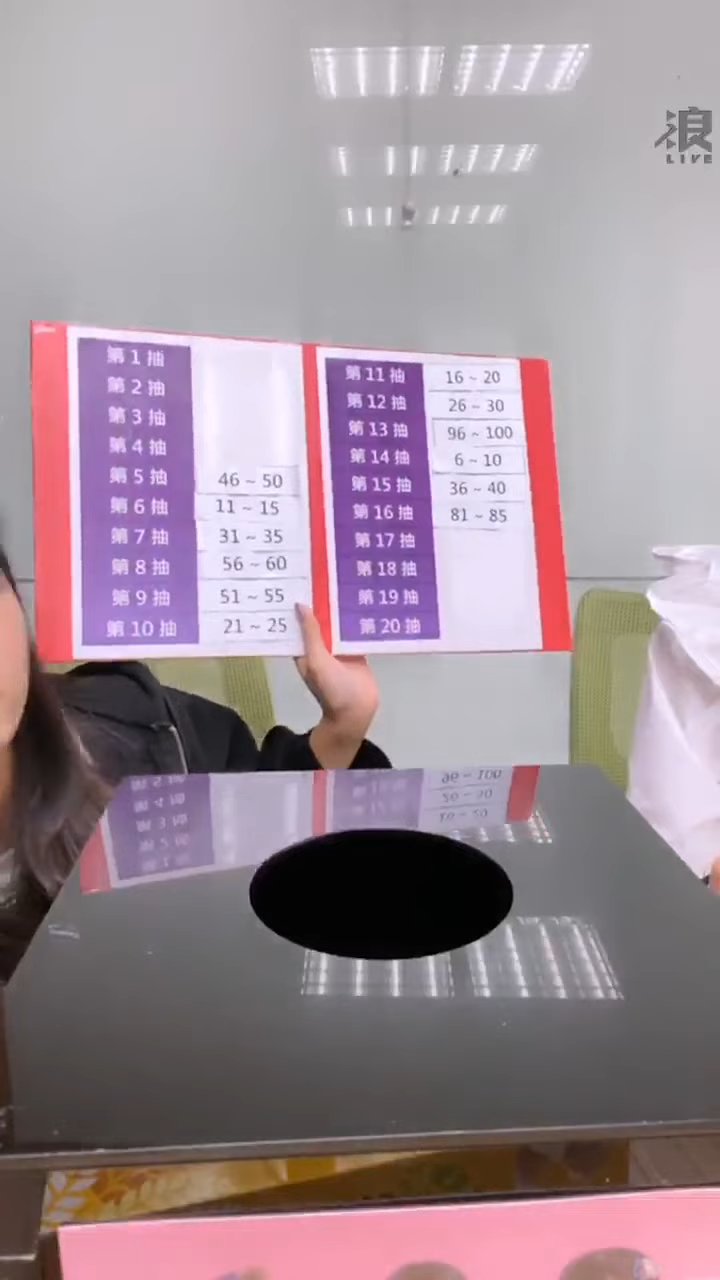 浪
LIVE
第 1 抽
第 2 抽
第 3 抽
第 4 抽
第 5 抽 46 ~ 50
第 6 抽 11 ~ 15
第 7 抽 31 ~ 35
第 8 抽 56 ~ 60
第 9 抽 51 ~ 55
第 10 抽 21 ~ 25
第 11 抽 16 ~ 20
第 12 抽 26 ~ 30
第 13 抽 96 ~ 100
第 14 抽 6 ~ 10
第 15 抽 36 ~ 40
第 16 抽 81 ~ 85
第 17 抽
第 18 抽
第 19 抽
第 20 抽